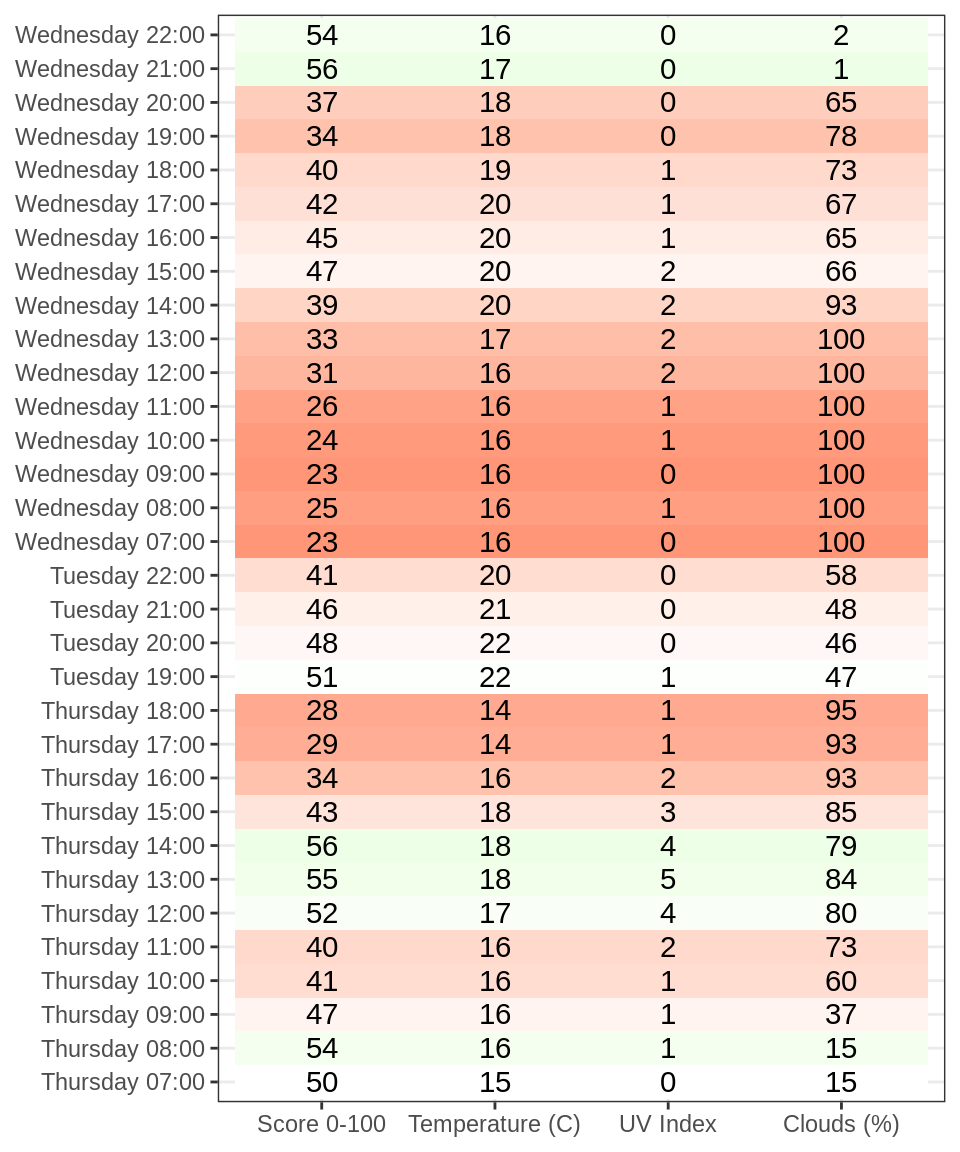 Wednesday 22:00 54 16 0 2
Wednesday 21:00 56 17 0 1
Wednesday 20:00 37 18 0 65
Wednesday 19:00 34 18 0 78
Wednesday 18:00 40 19 1 73
Wednesday 17:00 42 20 1 67
Wednesday 16:00 45 20 1 65
Wednesday 15:00 47 20 2 66
Wednesday 14:00 39 20 2 93
Wednesday 13:00 33 17 2 100
Wednesday 12:00 31 16 2 100
Wednesday 11:00 26 16 1 100
Wednesday 10:00 24 16 1 100
Wednesday 09:00 23 16 0 100
Wednesday 08:00 25 16 1 100
Wednesday 07:00 23 16 0 100
Tuesday 22:00 41 20 0 58
Tuesday 21:00 46 21 0 48
Tuesday 20:00 48 22 0 46
Tuesday 19:00 51 22 1 47
Thursday 18:00 28 14 1 95
Thursday 17:00 29 14 1 93
Thursday 16:00 34 16 2 93
Thursday 15:00 43 18 3 85
Thursday 14:00 56 18 4 79
Thursday 13:00 55 18 5 84
Thursday 12:00 52 17 4 80
Thursday 11:00 40 16 2 73
Thursday 10:00 41 16 1 60
Thursday 09:00 47 16 1 37
Thursday 08:00 54 16 1 15
Thursday 07:00 50 15 0 15
Score 0-100 Temperature (C) UV Index Clouds (%)